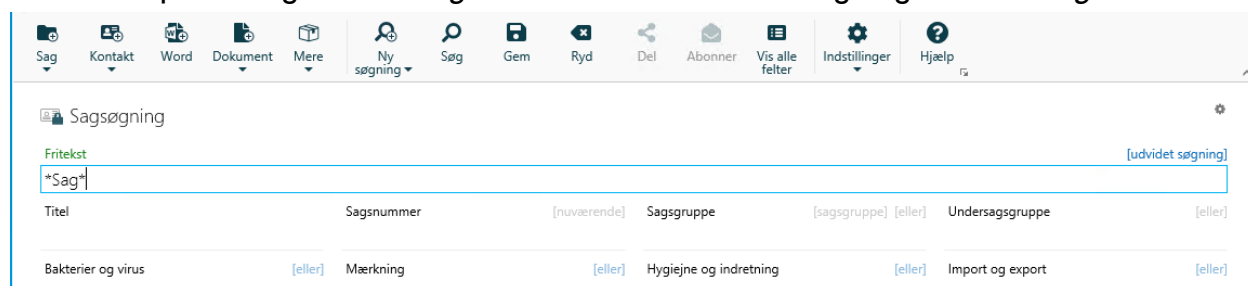 Sag Kontakt Word Dokument Mere Ny søgning Søg Gem Ryd Del Abonner Vis alle felter Indstillinger Hjælp
Sagsøgning
Fritekst [udvidet søgning]
*Sag*
Titel Sagsnummer [nuværende] Sagsgruppe [sagsgruppe] [eller] Undersagsgruppe [eller]
Bakterier og virus [eller] Mærkning [eller] Hygiejne og indretning [eller] Import og export [eller]